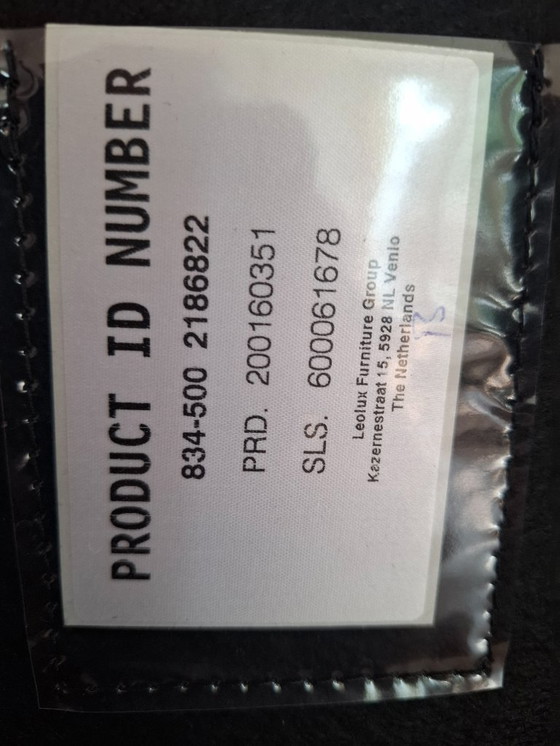 PRODUCT ID NUMBER
834-500 2186822
PRD. 200160351
SLS. 600061678
Leolux Furniture Group
Kazernestraat 15, 5928 NL Venlo
The Netherlands
13